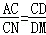 AC/CN = CD/DM